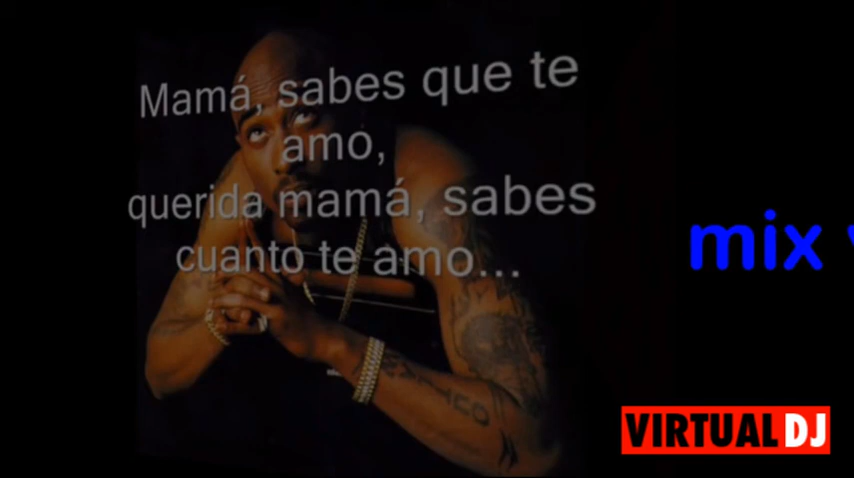 Mamá, sabes que te
amo,
querida mamá, sabes
cuanto te amo...
mix
VIRTUAL DJ